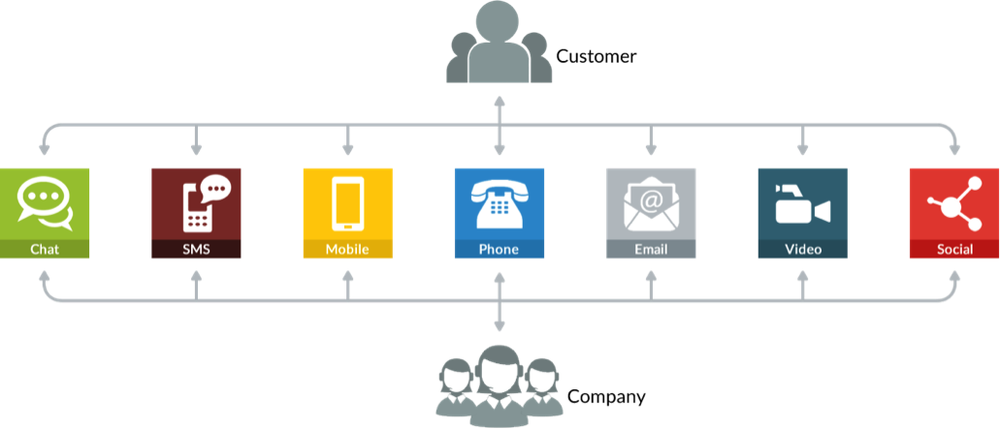 Customer
Chat
SMS
Mobile
Phone
@
Email
Video
Social
Company